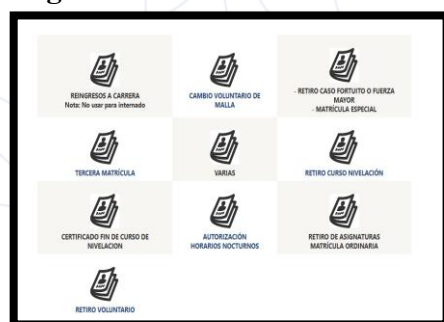 REINGRESOS A CARRERA
Nota: No usar para internado
CAMBIO VOLUNTARIO DE
MALLA
- RETIRO CASO FORTUITO O FUERZA
MAYOR
- MATRÍCULA ESPECIAL
TERCERA MATRÍCULA
VARIAS
RETIRO CURSO NIVELACIÓN
CERTIFICADO FIN DE CURSO DE
NIVELACION
AUTORIZACIÓN
HORARIOS NOCTURNOS
RETIRO DE ASIGNATURAS
MATRÍCULA ORDINARIA
RETIRO VOLUNTARIO